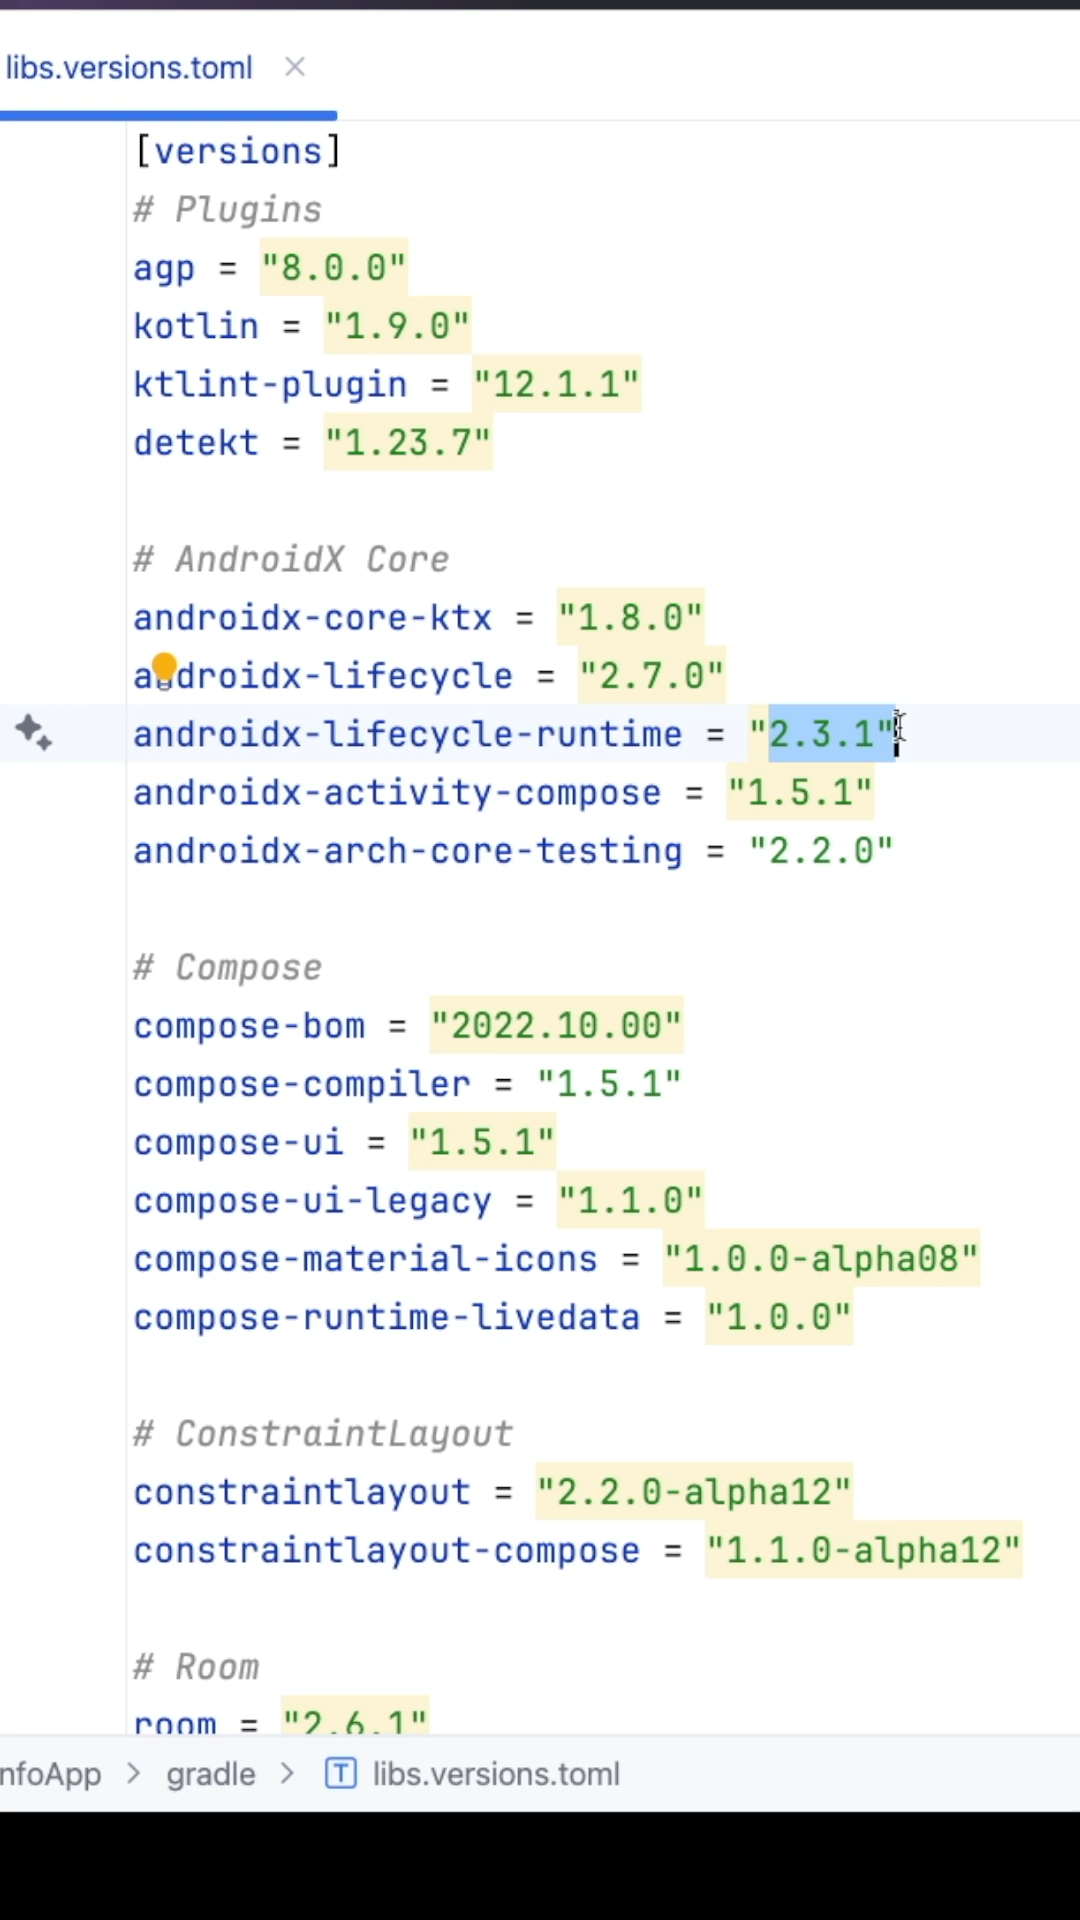 libs.versions.toml
[versions]
# Plugins
agp = "8.0.0"
kotlin = "1.9.0"
ktlint-plugin = "12.1.1"
detekt = "1.23.7"
# AndroidX Core
androidx-core-ktx = "1.8.0"
androidx-lifecycle = "2.7.0"
androidx-lifecycle-runtime = "2.3.1"
androidx-activity-compose = "1.5.1"
androidx-arch-core-testing = "2.2.0"
# Compose
compose-bom = "2022.10.00"
compose-compiler = "1.5.1"
compose-ui = "1.5.1"
compose-ui-legacy = "1.1.0"
compose-material-icons = "1.0.0-alpha08"
compose-runtime-livedata = "1.0.0"
# ConstraintLayout
constraintlayout = "2.2.0-alpha12"
constraintlayout-compose = "1.1.0-alpha12"
# Room
room = "2.6.1"
nfoApp > gradle > T libs.versions.toml